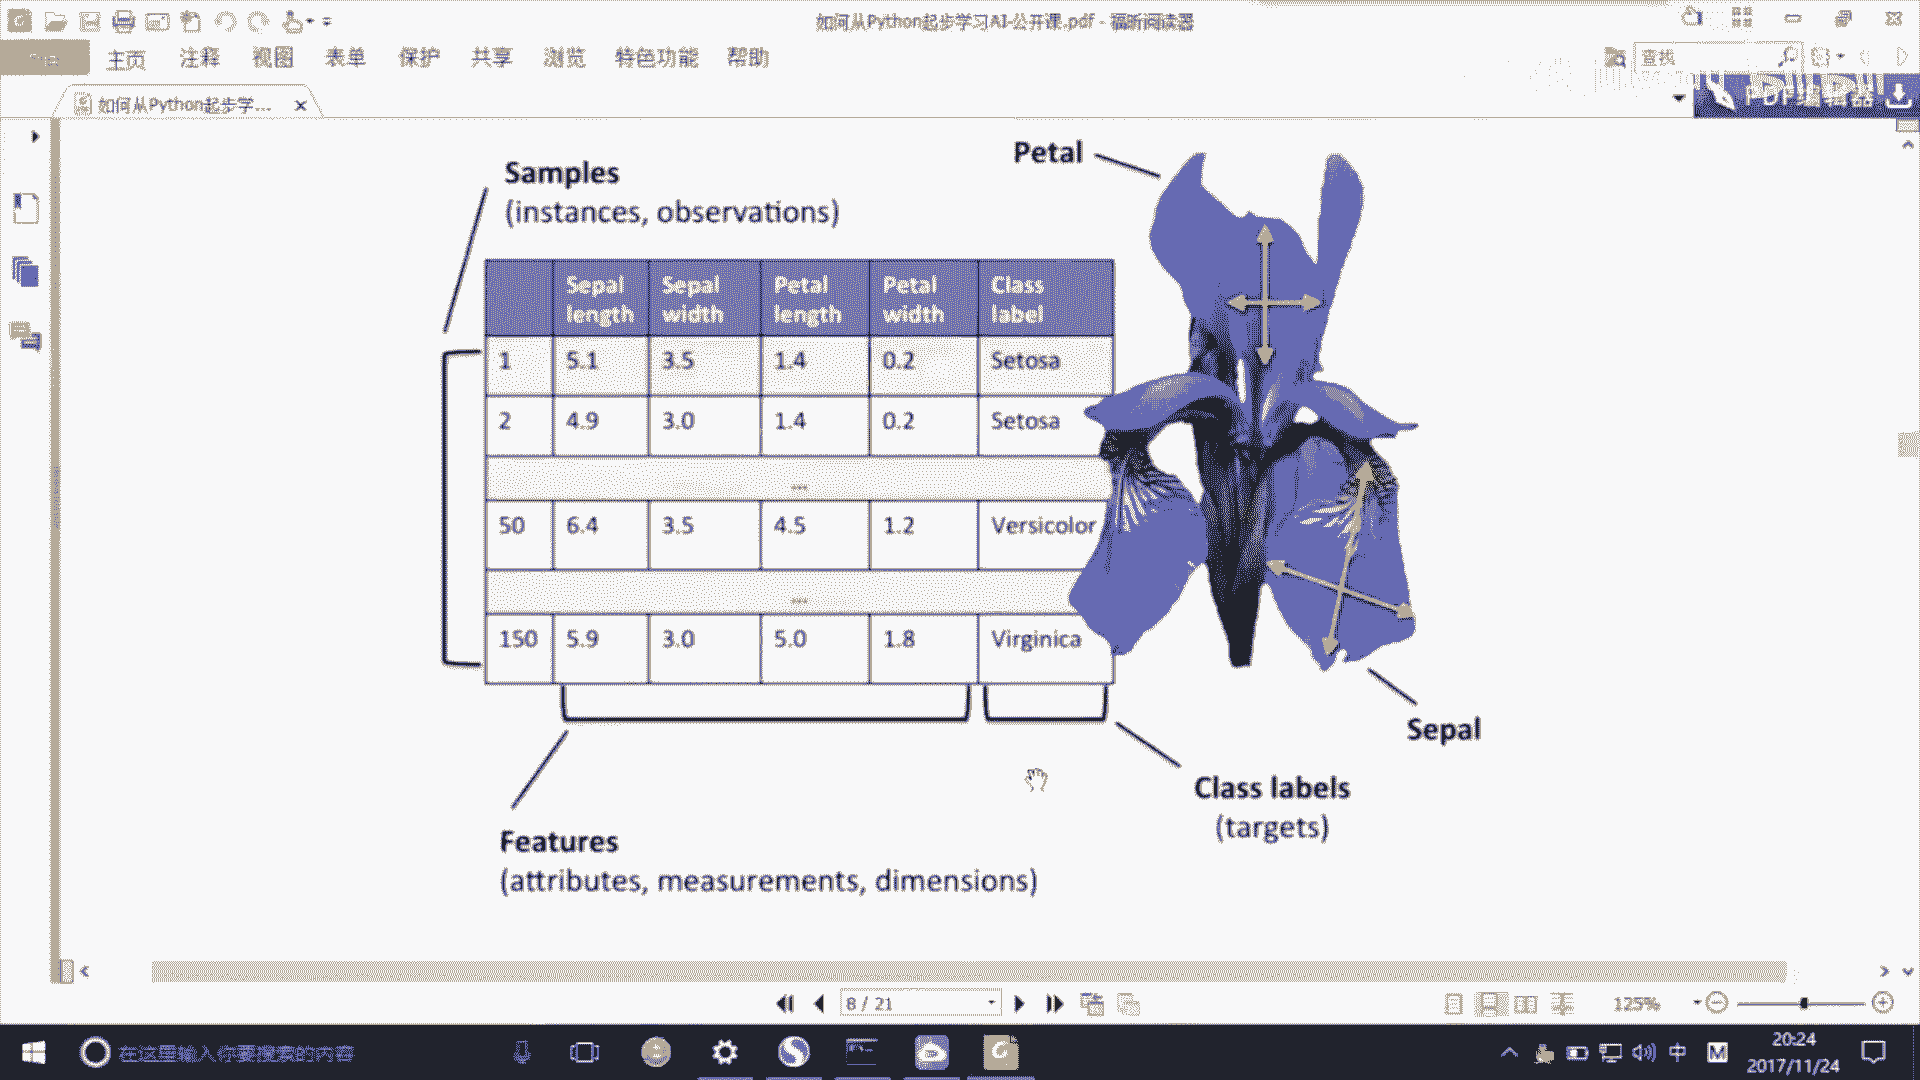 如何从Python起步学习AI-公开课.pdf - 福昕阅读器
主页 注释 视图 表单 保护 共享 浏览 特色功能 帮助
查找
如何从Python起步学...
PDF编辑器
Petal
Samples
(instances, observations)
Sepal length Sepal width Petal length Petal width Class label
1 5.1 3.5 1.4 0.2 Setosa
2 4.9 3.0 1.4 0.2 Setosa
...
50 6.4 3.5 4.5 1.2 Versicolor
...
150 5.9 3.0 5.0 1.8 Virginica
Sepal
Class labels
(targets)
Features
(attributes, measurements, dimensions)
8 / 21
125%
在这里输入你要搜索的内容
中
M
20:24
2017/11/24